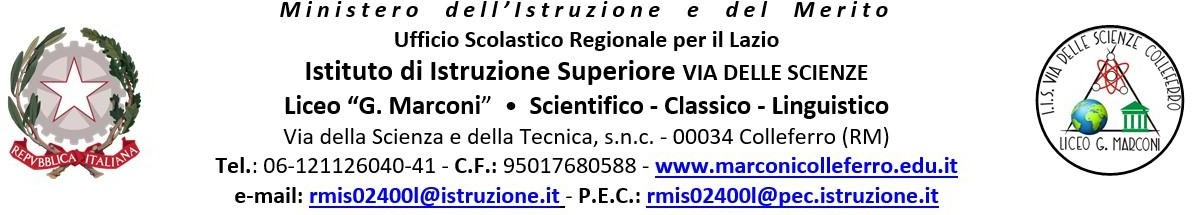 Ministero dell'Istruzione e del Merito
Ufficio Scolastico Regionale per il Lazio
Istituto di Istruzione Superiore VIA DELLE SCIENZE
Liceo “G. Marconi” • Scientifico - Classico - Linguistico
Via della Scienza e della Tecnica, s.n.c. - 00034 Colleferro (RM)
Tel.: 06-121126040-41 - C.F.: 95017680588 - www.marconicolleferro.edu.it
e-mail: rmis02400l@istruzione.it - P.E.C.: rmis02400l@pec.istruzione.it
REPVBBLICA ITALIANA
I.I.S. VIA DELLE SCIENZE COLLEFERRO
LICEO G. MARCONI